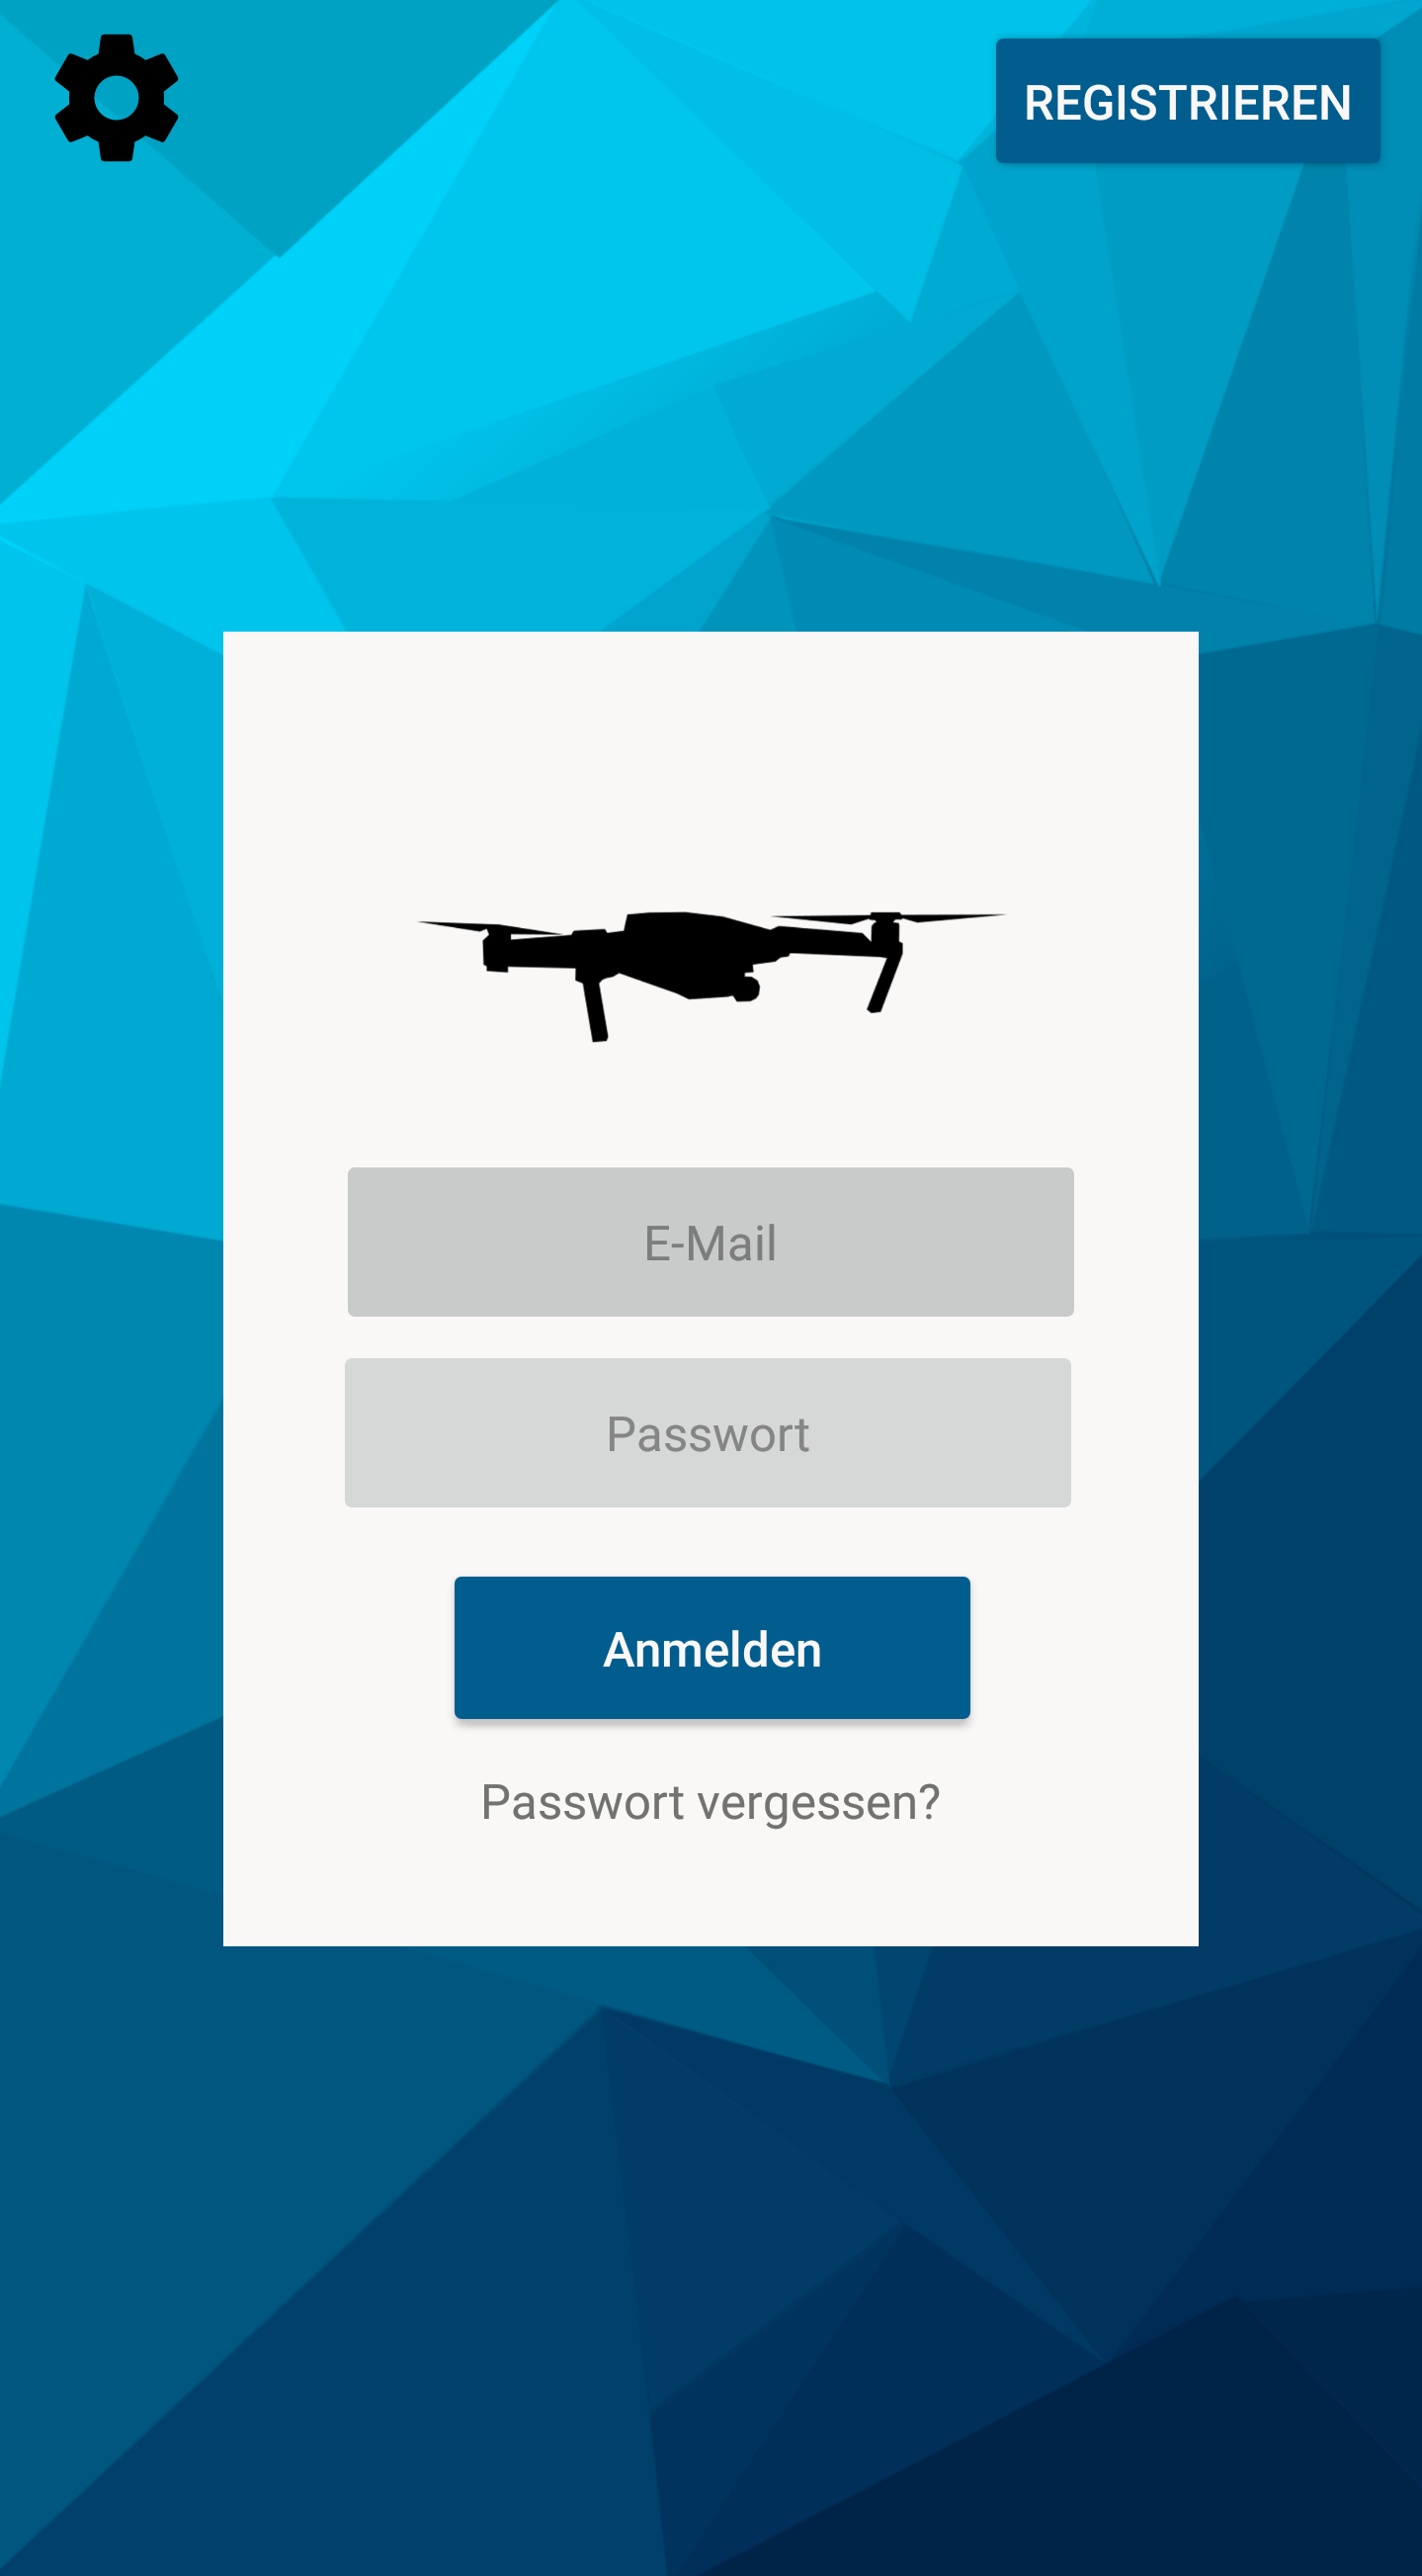 REGISTRIEREN
E-Mail
Passwort
Anmelden
Passwort vergessen?